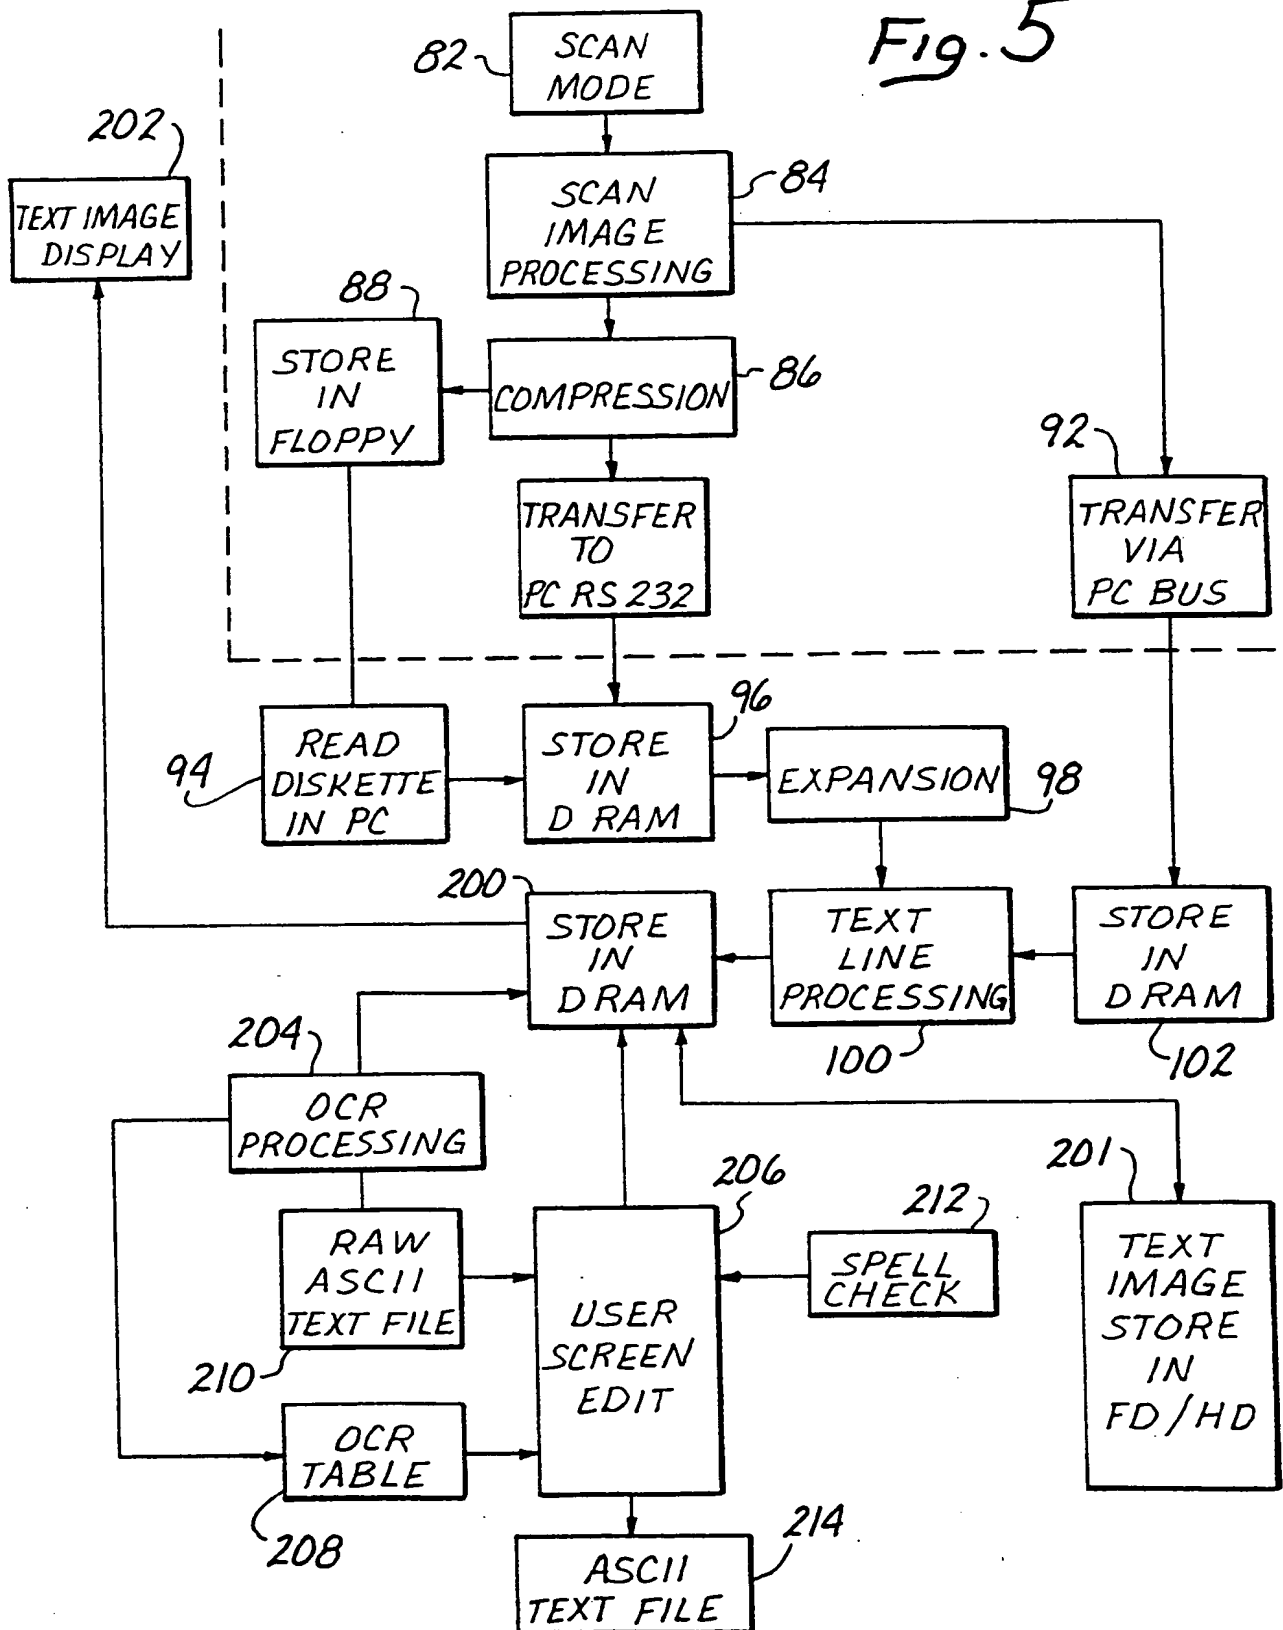 Fig. 5
82
SCAN
MODE
202
TEXT IMAGE
DISPLAY
84
SCAN
IMAGE
PROCESSING
88
STORE
IN
FLOPPY
86
COMPRESSION
92
TRANSFER
TO
PC RS 232
TRANSFER
VIA
PC BUS
94
READ
DISKETTE
IN PC
96
STORE
IN
D RAM
EXPANSION
98
200
STORE
IN
DRAM
TEXT
LINE
PROCESSING
100
STORE
IN
DRAM
102
204
OCR
PROCESSING
201
TEXT
IMAGE
STORE
IN
FD/HD
206
USER
SCREEN
EDIT
212
SPELL
CHECK
RAW
ASCII
TEXT FILE
210
OCR
TABLE
208
214
ASCII
TEXT FILE